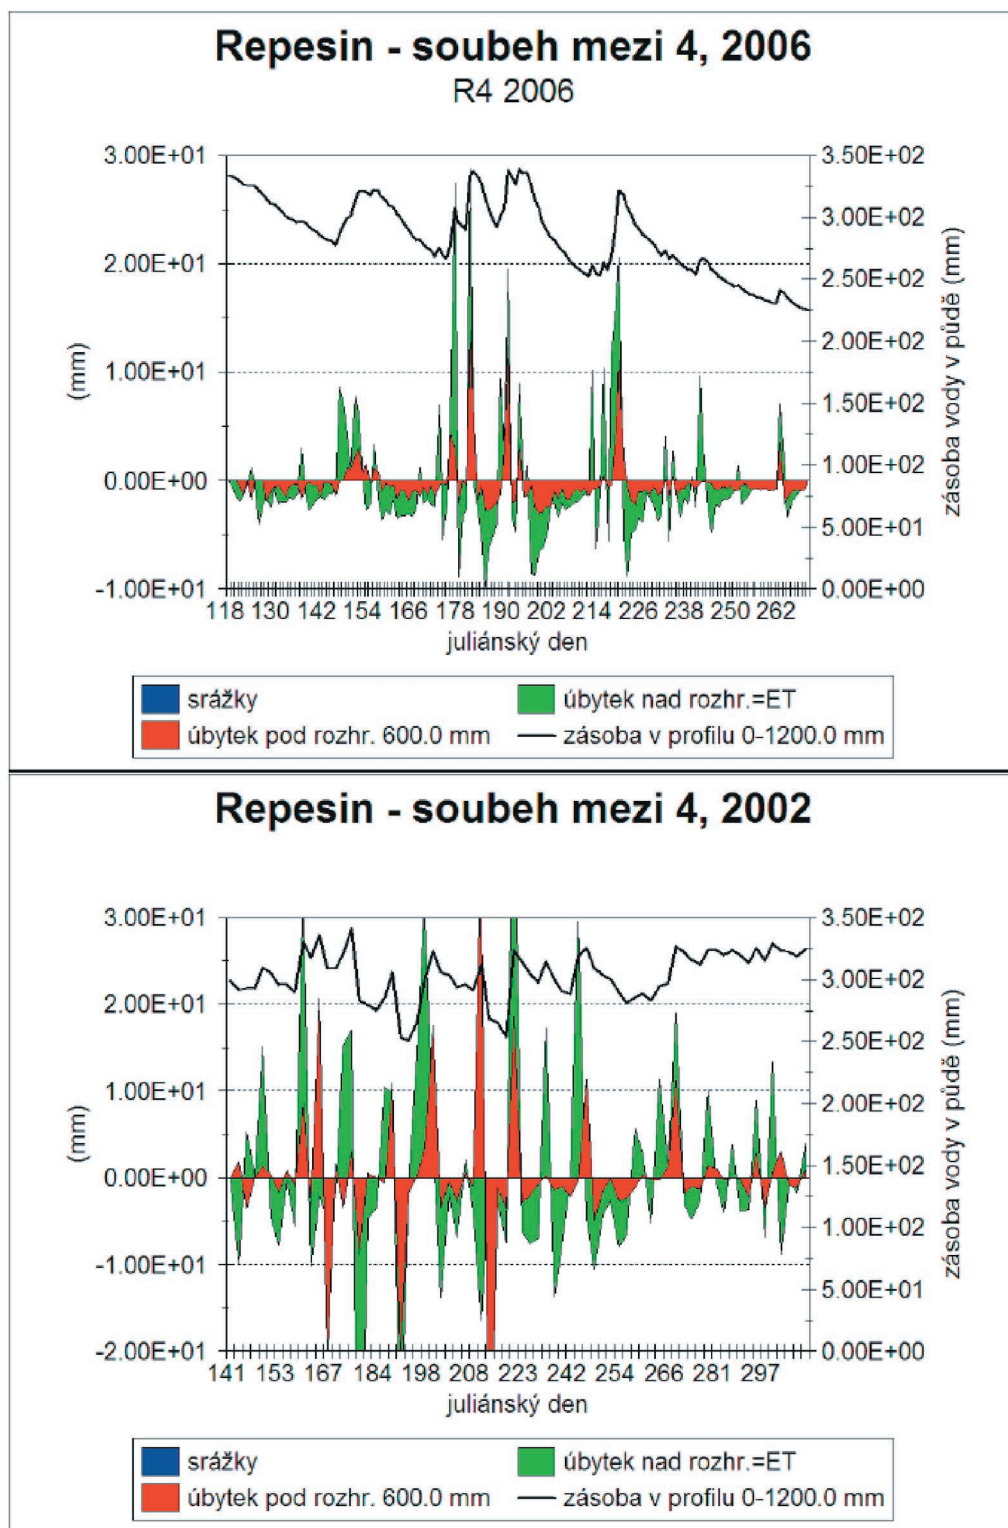 Repesin - soubeh mezi 4, 2006
R4 2006
3.00E+01
2.00E+01
1.00E+01
0.00E+00
-1.00E+01
(mm)
3.50E+02
3.00E+02
2.50E+02
2.00E+02
1.50E+02
1.00E+02
5.00E+01
0.00E+00
zásoba vody v půdě (mm)
118 130 142 154 166 178 190 202 214 226 238 250 262
juliánský den
srážky
úbytek nad rozhr.=ET
úbytek pod rozhr. 600.0 mm
zásoba v profilu 0-1200.0 mm
Repesin - soubeh mezi 4, 2002
3.00E+01
2.00E+01
1.00E+01
0.00E+00
-1.00E+01
-2.00E+01
(mm)
3.50E+02
3.00E+02
2.50E+02
2.00E+02
1.50E+02
1.00E+02
5.00E+01
0.00E+00
zásoba vody v půdě (mm)
141 153 167 184 198 208 223 242 254 266 281 297
juliánský den
srážky
úbytek nad rozhr.=ET
úbytek pod rozhr. 600.0 mm
zásoba v profilu 0-1200.0 mm